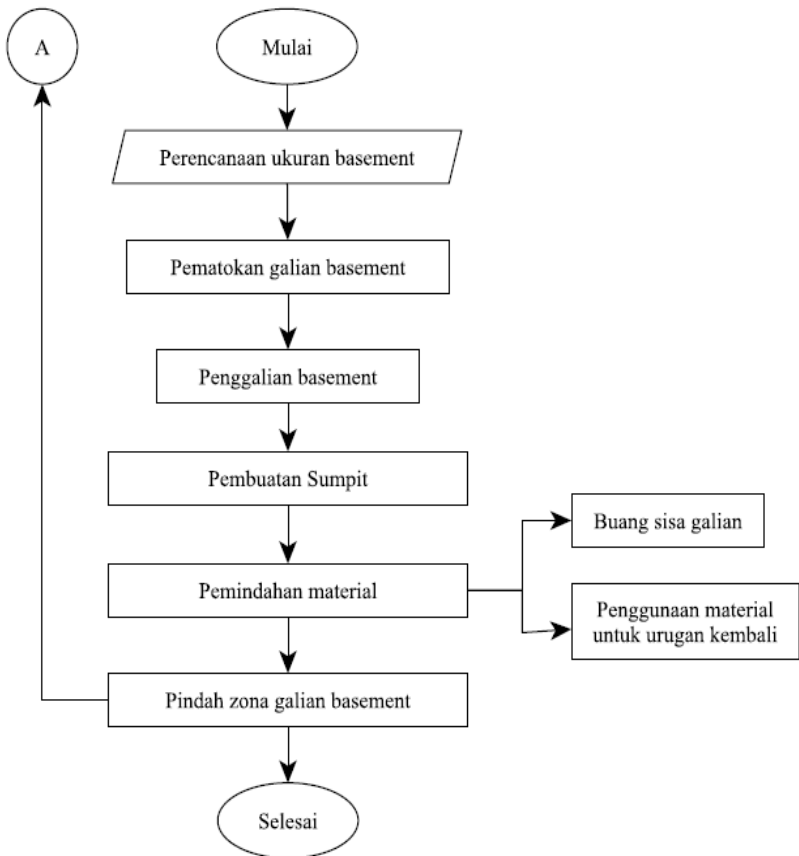 A
Mulai
Perencanaan ukuran basement
Pematokan galian basement
Penggalian basement
Pembuatan Sumpit
Pemindahan material
Buang sisa galian
Penggunaan material
untuk urugan kembali
Pindah zona galian basement
Selesai